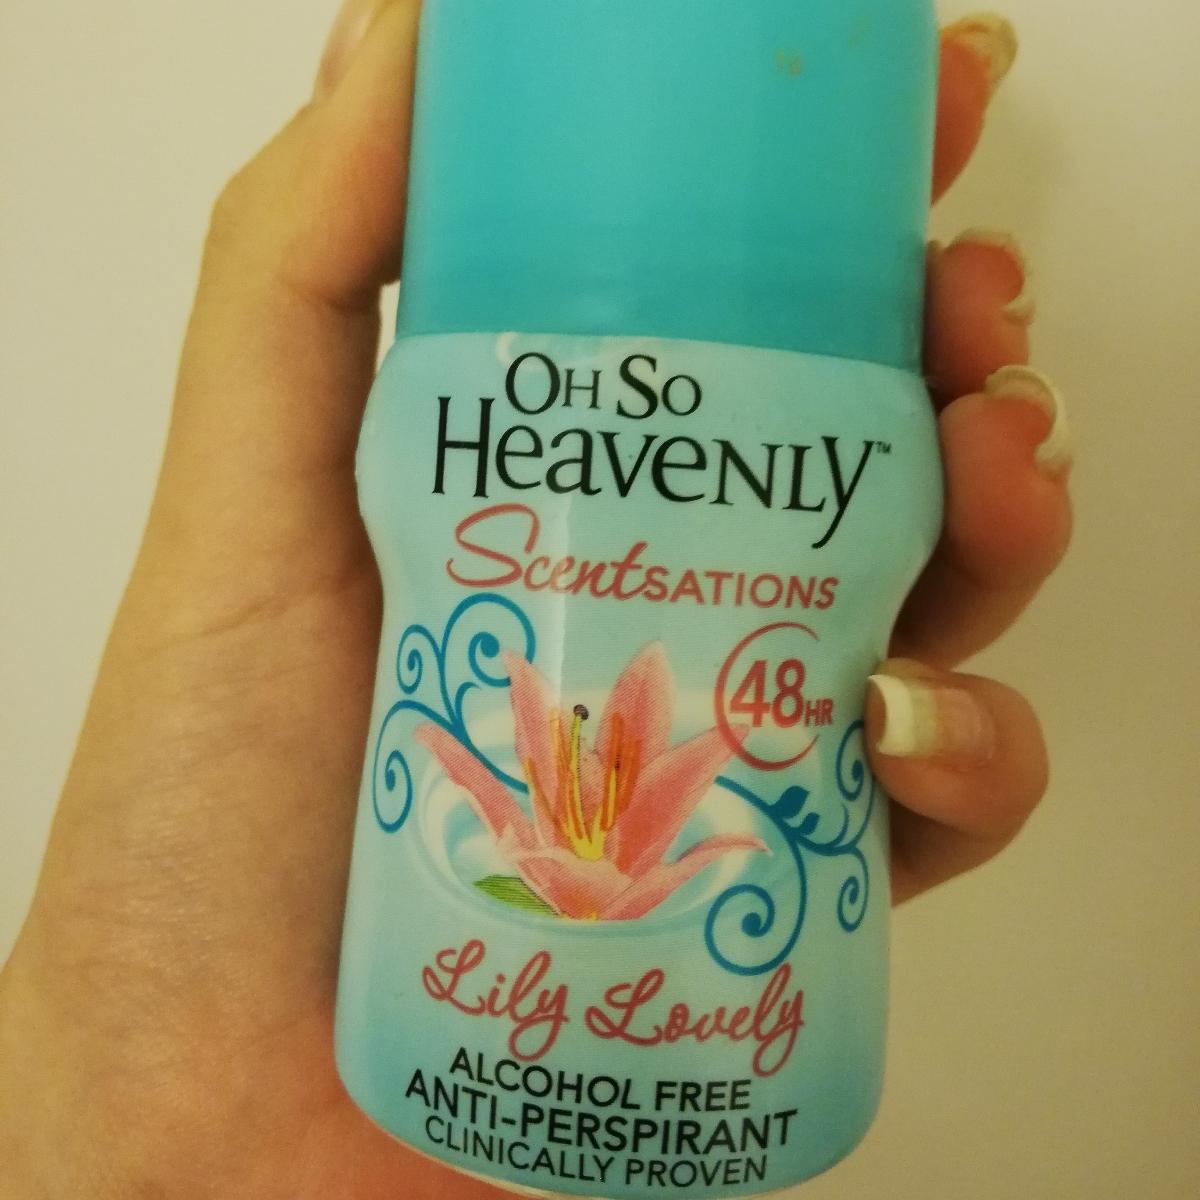 OH SO
HEAVENLY™
ScentSATIONS
48HR
Lily Lovely
ALCOHOL FREE
ANTI-PERSPIRANT
CLINICALLY PROVEN